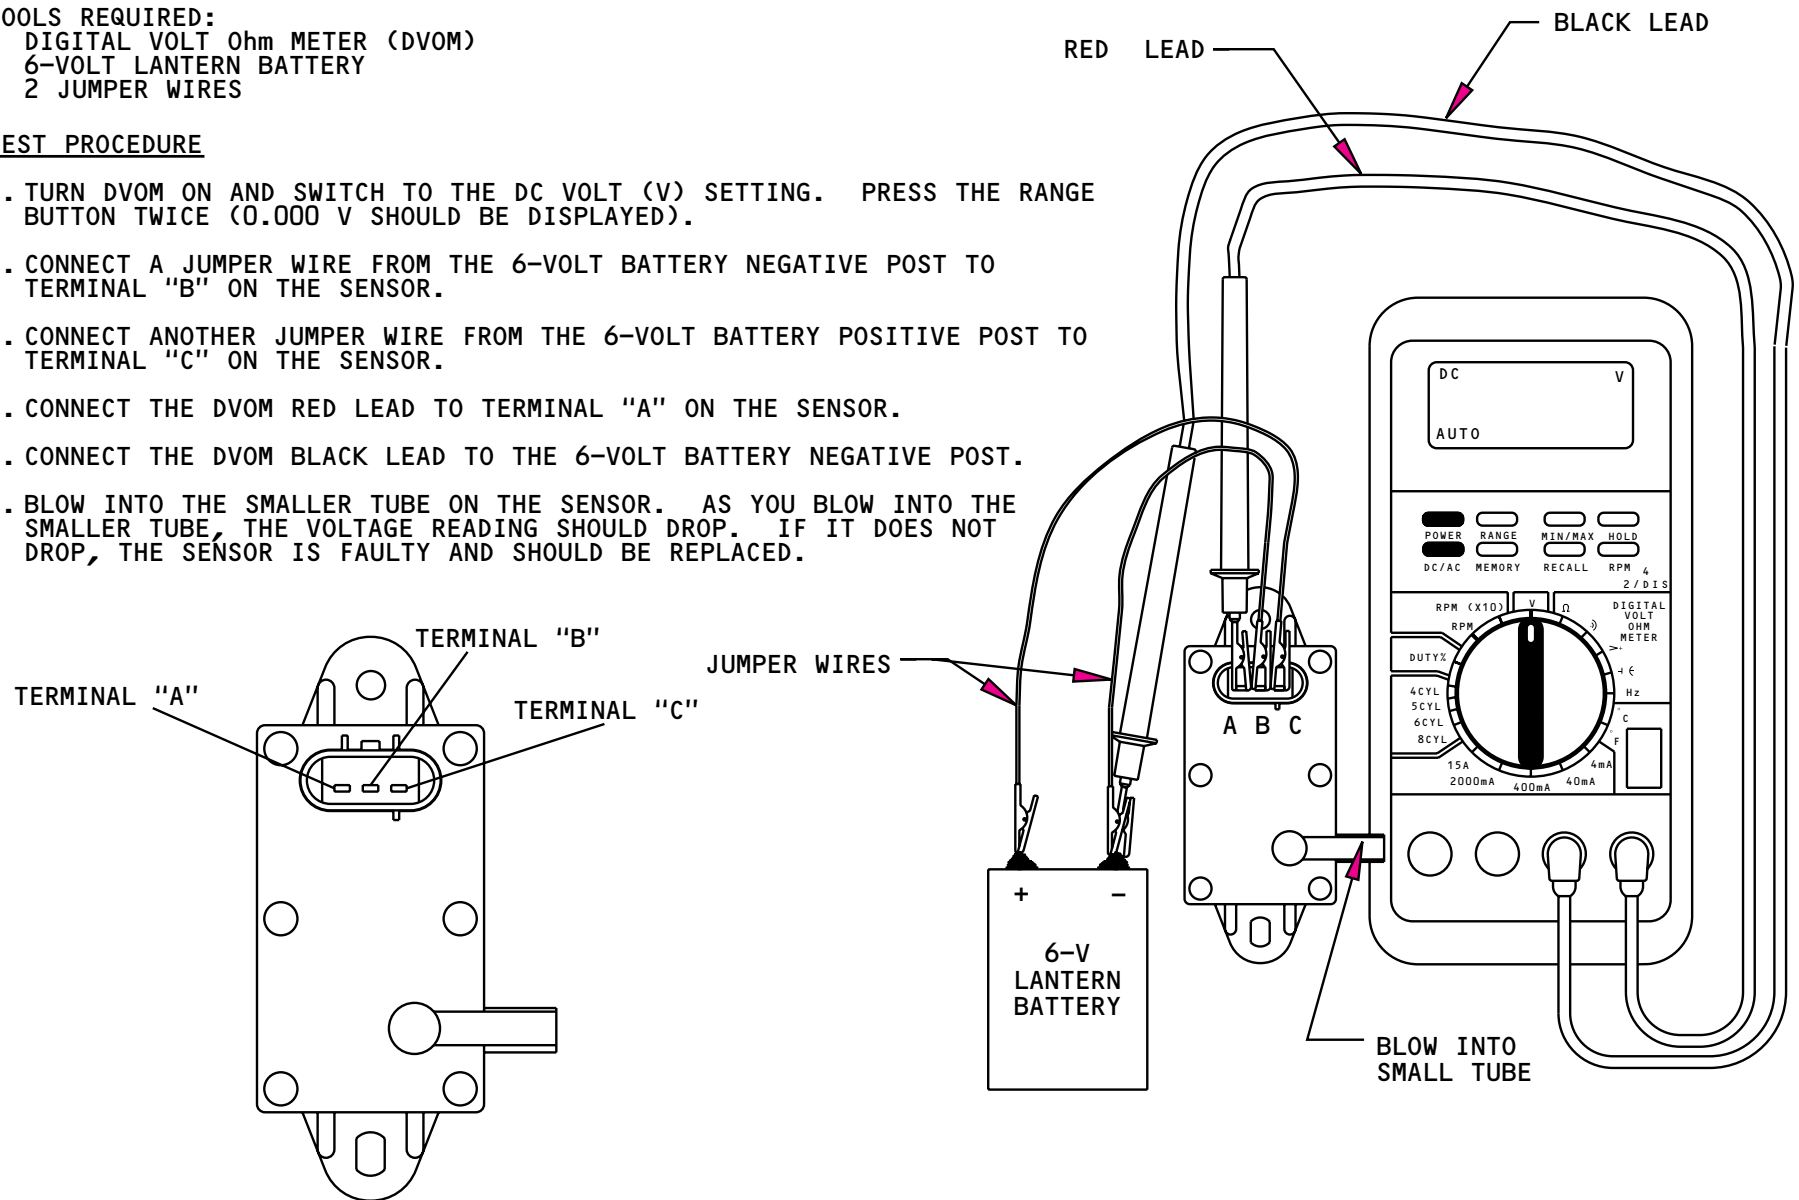 OOLS REQUIRED:
DIGITAL VOLT Ohm METER (DVOM)
6-VOLT LANTERN BATTERY
2 JUMPER WIRES
EST PROCEDURE
. TURN DVOM ON AND SWITCH TO THE DC VOLT (V) SETTING. PRESS THE RANGE
BUTTON TWICE (0.000 V SHOULD BE DISPLAYED).
. CONNECT A JUMPER WIRE FROM THE 6-VOLT BATTERY NEGATIVE POST TO
TERMINAL "B" ON THE SENSOR.
. CONNECT ANOTHER JUMPER WIRE FROM THE 6-VOLT BATTERY POSITIVE POST TO
TERMINAL "C" ON THE SENSOR.
. CONNECT THE DVOM RED LEAD TO TERMINAL "A" ON THE SENSOR.
. CONNECT THE DVOM BLACK LEAD TO THE 6-VOLT BATTERY NEGATIVE POST.
. BLOW INTO THE SMALLER TUBE ON THE SENSOR. AS YOU BLOW INTO THE
SMALLER TUBE, THE VOLTAGE READING SHOULD DROP. IF IT DOES NOT
DROP, THE SENSOR IS FAULTY AND SHOULD BE REPLACED.
TERMINAL "B"
TERMINAL "A"
TERMINAL "C"
RED LEAD
BLACK LEAD
JUMPER WIRES
A B C
+ −
6-V
LANTERN
BATTERY
BLOW INTO
SMALL TUBE
DC V
AUTO
POWER RANGE MIN/MAX HOLD
DC/AC MEMORY RECALL RPM 4
2/DIS
RPM (X10) V Ω
RPM
DIGITAL
VOLT
OHM
METER
DUTY%
4CYL Hz
5CYL
6CYL °C
8CYL °F
15A 4mA
2000mA 400mA 40mA